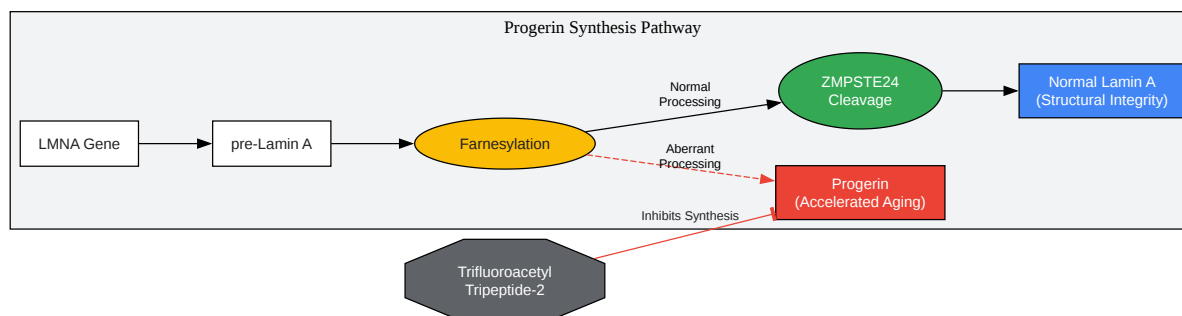 Progerin Synthesis Pathway
LMNA Gene
pre-Lamin A
Farnesylation
Normal
Processing
ZMPSTE24
Cleavage
Normal Lamin A
(Structural Integrity)
Aberrant
Processing
Progerin
(Accelerated Aging)
Inhibits Synthesis
Trifluoroacetyl
Tripeptide-2